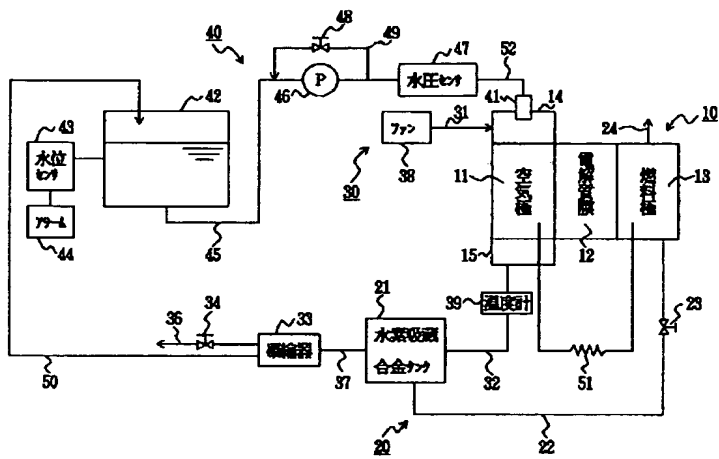 48
40
49
47
52
P
水圧センサ
46
42
41
14
43
31
24
10
水位
センサ
ファン
38
30
11
空気極
電解質膜
燃料極
13
アラーム
44
45
12
15
21
39
温度計
23
34
33
36
凝縮器
水素吸蔵
合金タンク
50
37
32
51
20
22